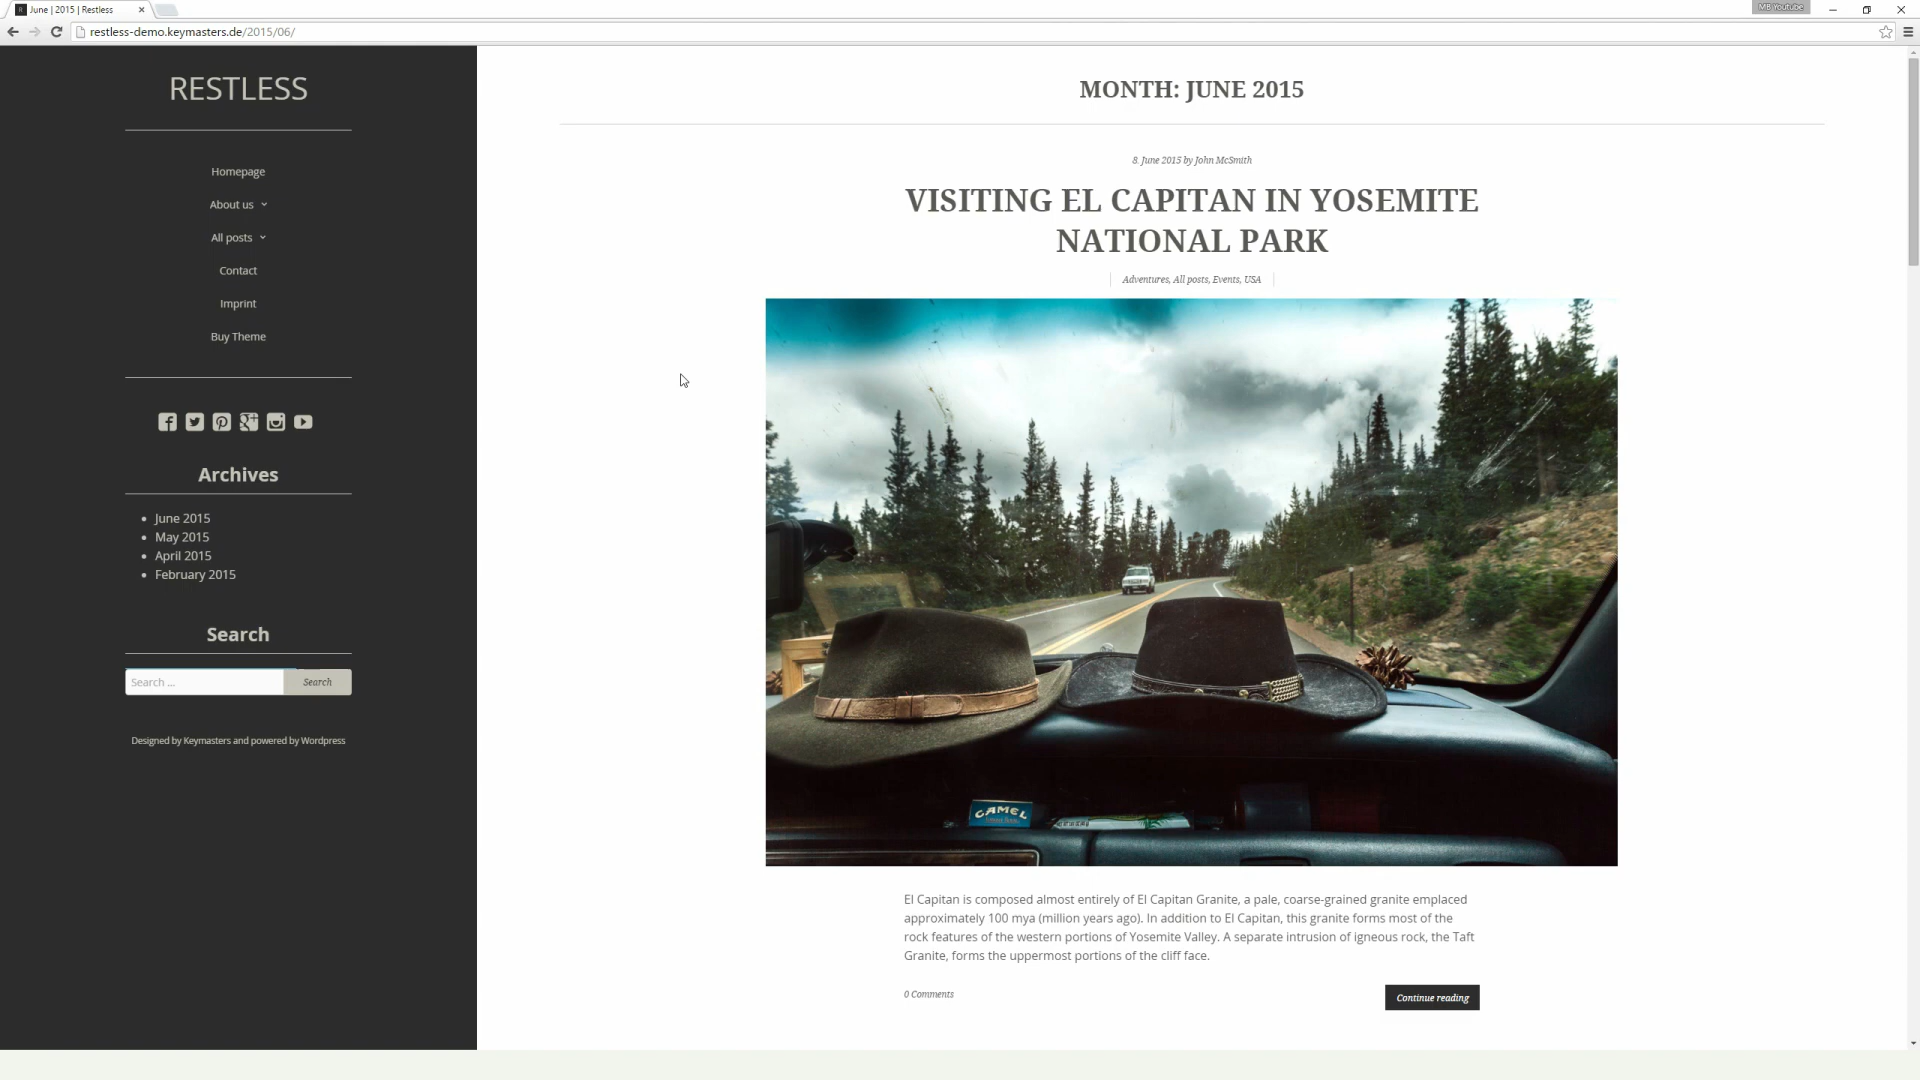 June | 2015 | Restless
MB Youtube
restless-demo.keymasters.de/2015/06/
RESTLESS
Homepage
About us
All posts
Contact
Imprint
Buy Theme
Archives
June 2015
May 2015
April 2015
February 2015
Search
Search ...
Search
Designed by Keymasters and powered by Wordpress
MONTH: JUNE 2015
8. June 2015 by John McSmith
VISITING EL CAPITAN IN YOSEMITE
NATIONAL PARK
Adventures, All posts, Events, USA
CAMEL
El Capitan is composed almost entirely of El Capitan Granite, a pale, coarse-grained granite emplaced
approximately 100 mya (million years ago). In addition to El Capitan, this granite forms most of the
rock features of the western portions of Yosemite Valley. A separate intrusion of igneous rock, the Taft
Granite, forms the uppermost portions of the cliff face.
0 Comments
Continue reading